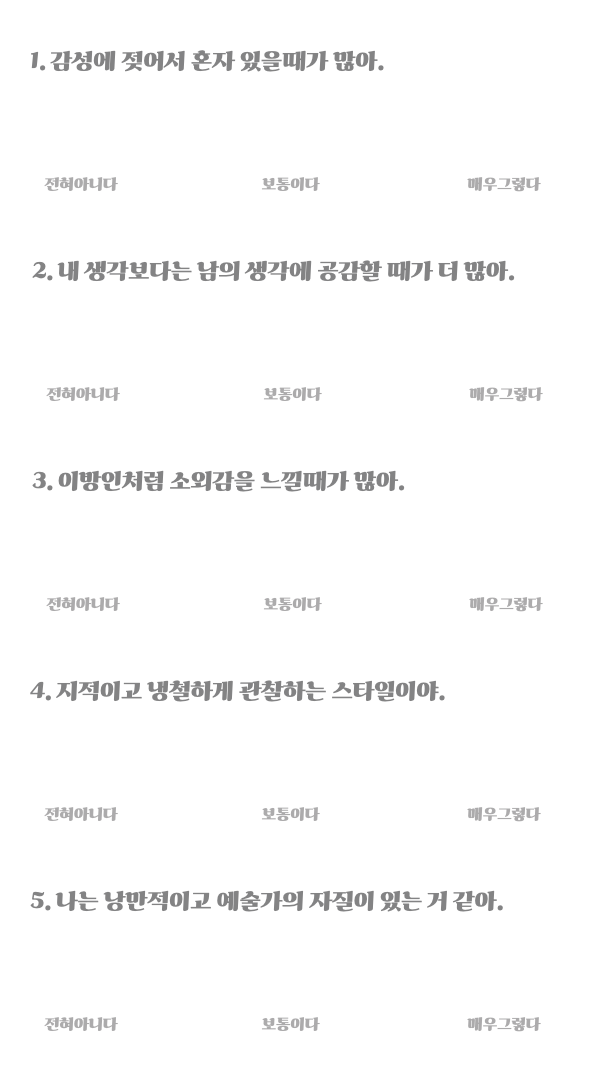 1. 감성에 젖어서 혼자 있을때가 많아.
전혀아니다 보통이다 매우그렇다
2. 내 생각보다는 남의 생각에 공감할 때가 더 많아.
전혀아니다 보통이다 매우그렇다
3. 이방인처럼 소외감을 느낄때가 많아.
전혀아니다 보통이다 매우그렇다
4. 지적이고 냉철하게 관찰하는 스타일이야.
전혀아니다 보통이다 매우그렇다
5. 나는 낭만적이고 예술가의 자질이 있는 거 같아.
전혀아니다 보통이다 매우그렇다